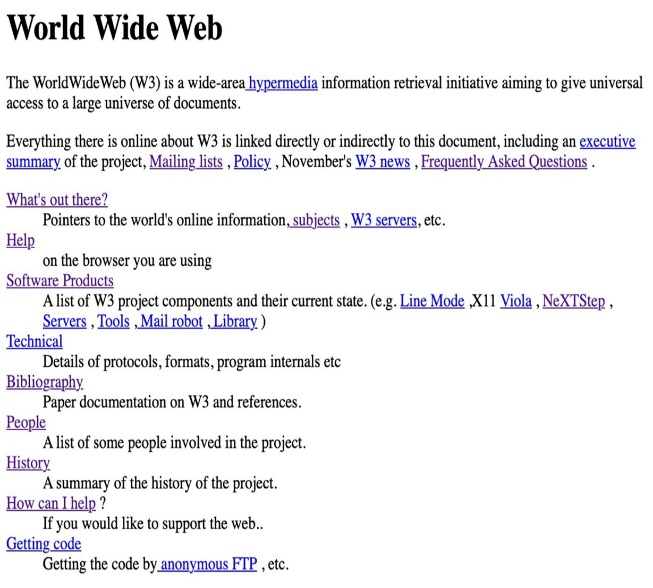 World Wide Web
The WorldWideWeb (W3) is a wide-area hypermedia information retrieval initiative aiming to give universal
access to a large universe of documents.
Everything there is online about W3 is linked directly or indirectly to this document, including an executive
summary of the project, Mailing lists , Policy , November's W3 news , Frequently Asked Questions .
What's out there?
Pointers to the world's online information, subjects , W3 servers, etc.
Help
on the browser you are using
Software Products
A list of W3 project components and their current state. (e.g. Line Mode ,X11 Viola , NeXTStep ,
Servers , Tools , Mail robot , Library )
Technical
Details of protocols, formats, program internals etc
Bibliography
Paper documentation on W3 and references.
People
A list of some people involved in the project.
History
A summary of the history of the project.
How can I help ?
If you would like to support the web..
Getting code
Getting the code by anonymous FTP , etc.